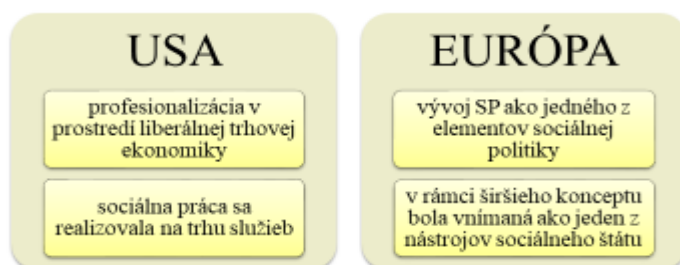 USA
profesionalizácia v
prostredí liberálnej trhovej
ekonomiky
sociálna práca sa
realizovala na trhu služieb
EURÓPA
vývoj SP ako jedného z
elementov sociálnej
politiky
v rámci širšieho konceptu
bola vnímaná ako jeden z
nástrojov sociálneho štátu